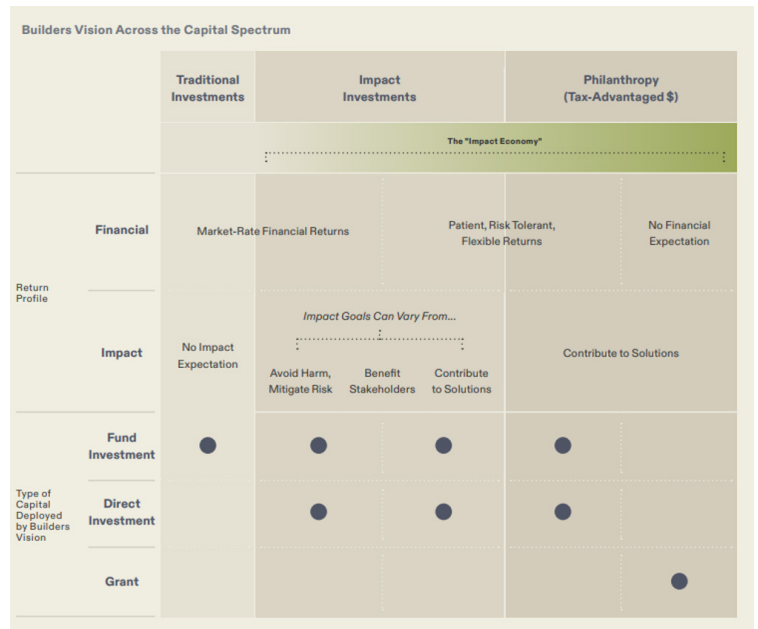 Builders Vision Across the Capital Spectrum
Traditional
Investments
Impact
Investments
Philanthropy
(Tax-Advantaged $)
The "Impact Economy"
Return
Profile
Financial
Market-Rate Financial Returns
Patient, Risk Tolerant,
Flexible Returns
No Financial
Expectation
Impact
No Impact
Expectation
Impact Goals Can Vary From...
Avoid Harm,
Mitigate Risk
Benefit
Stakeholders
Contribute
to Solutions
Contribute to Solutions
Type of
Capital
Deployed
by Builders
Vision
Fund
Investment
Direct
Investment
Grant